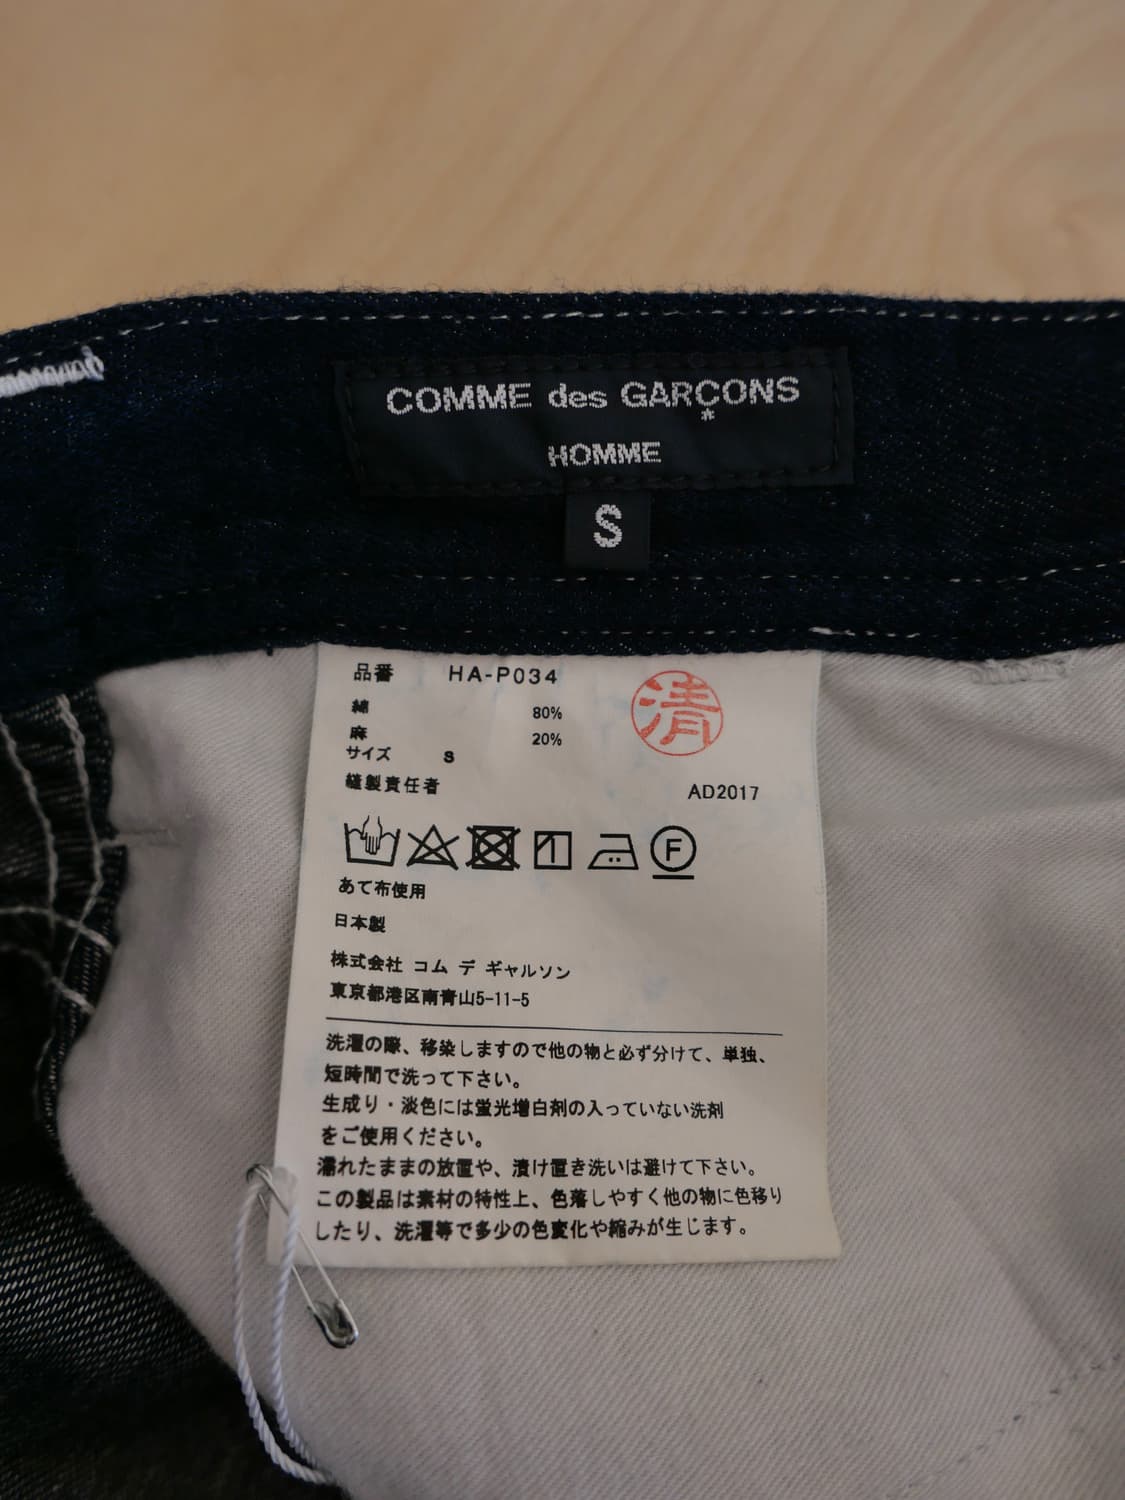 COMME des GARÇONS
HOMME
S
品番 HA-P034
清
綿 80%
麻 20%
サイズ S
縫製責任者
AD2017
F
あて布使用
日本製
株式会社 コム デ ギャルソン
東京都港区南青山5-11-5
洗濯の際、移染しますので他の物と必ず分けて、単独、
短時間で洗って下さい。
生成り・淡色には蛍光増白剤の入っていない洗剤
をご使用ください。
濡れたままの放置や、漬け置き洗いは避けて下さい。
この製品は素材の特性上、色落しやすく他の物に色移り
したり、洗濯等で多少の色変化や縮みが生じます。